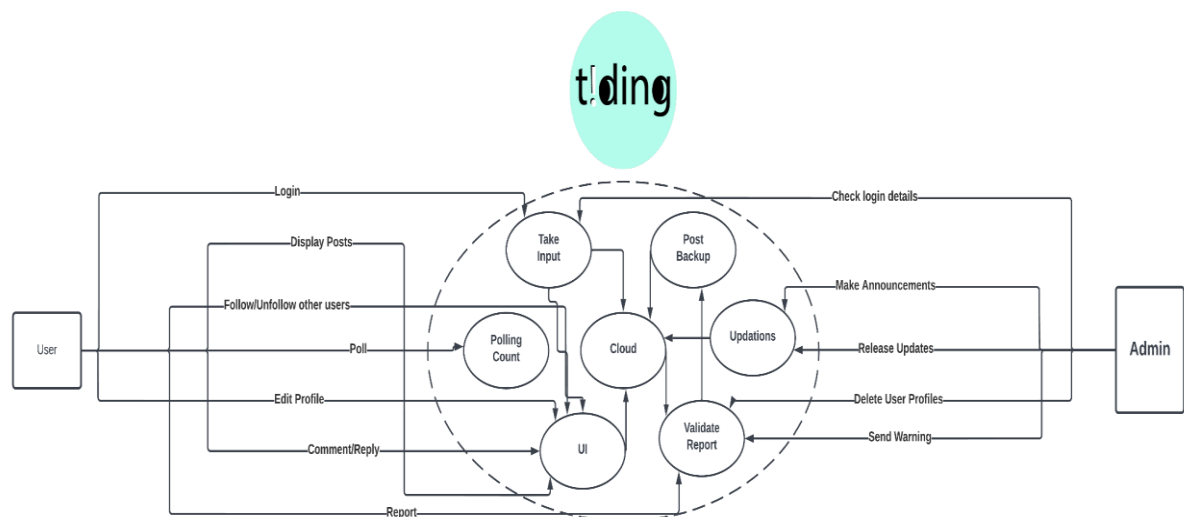 t!ding
Login
Check login details
Take
Input
Post
Backup
Display Posts
Make Announcements
Follow/Unfollow other users
User
Poll
Polling
Count
Cloud
Updations
Release Updates
Admin
Edit Profile
Delete User Profiles
Comment/Reply
UI
Validate
Report
Send Warning
Report